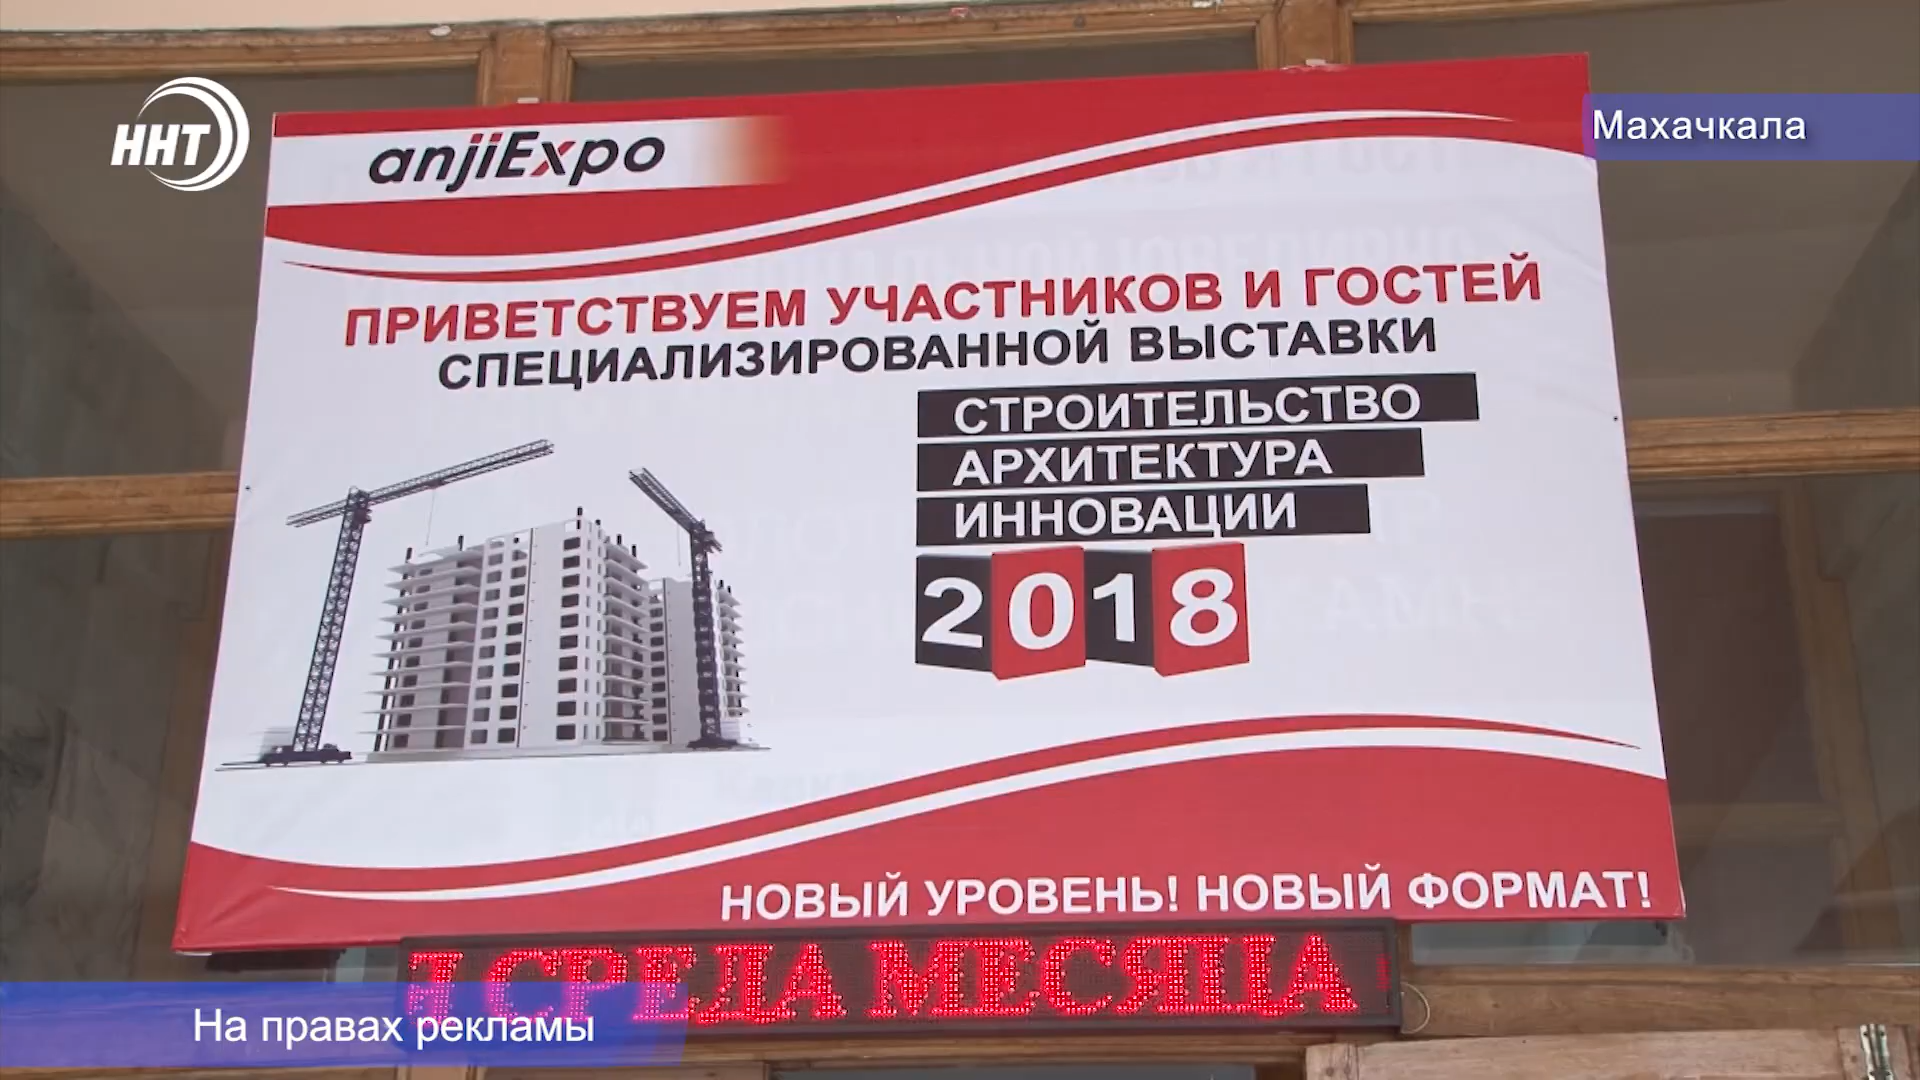 ННТ
anjiExpo
Махачкала
ПРИВЕТСТВУЕМ УЧАСТНИКОВ И ГОСТЕЙ
СПЕЦИАЛИЗИРОВАННОЙ ВЫСТАВКИ
СТРОИТЕЛЬСТВО
АРХИТЕКТУРА
ИННОВАЦИИ
2018
НОВЫЙ УРОВЕНЬ! НОВЫЙ ФОРМАТ!
Я СРЕДА МЕСЯЦА
На правах рекламы